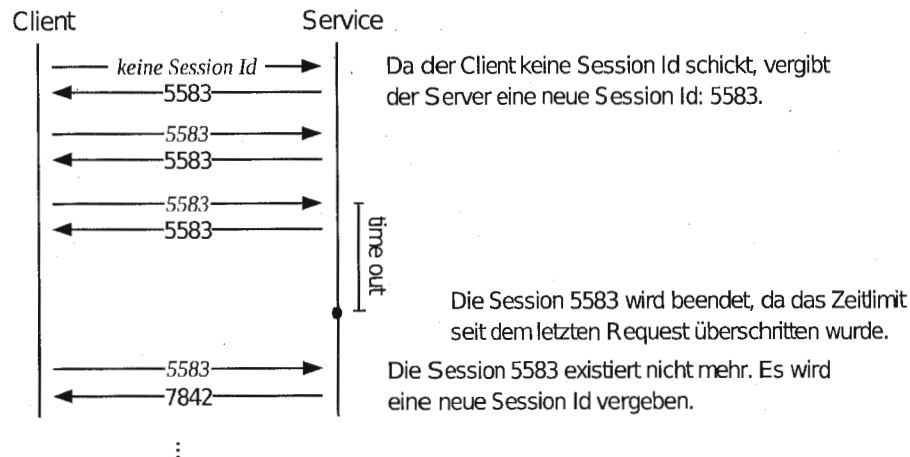 Client Service
keine Session Id
5583
Da der Client keine Session Id schickt, vergibt
der Server eine neue Session Id: 5583.
5583
5583
5583
5583
time out
Die Session 5583 wird beendet, da das Zeitlimit
seit dem letzten Request überschritten wurde.
5583
7842
Die Session 5583 existiert nicht mehr. Es wird
eine neue Session Id vergeben.
⋮